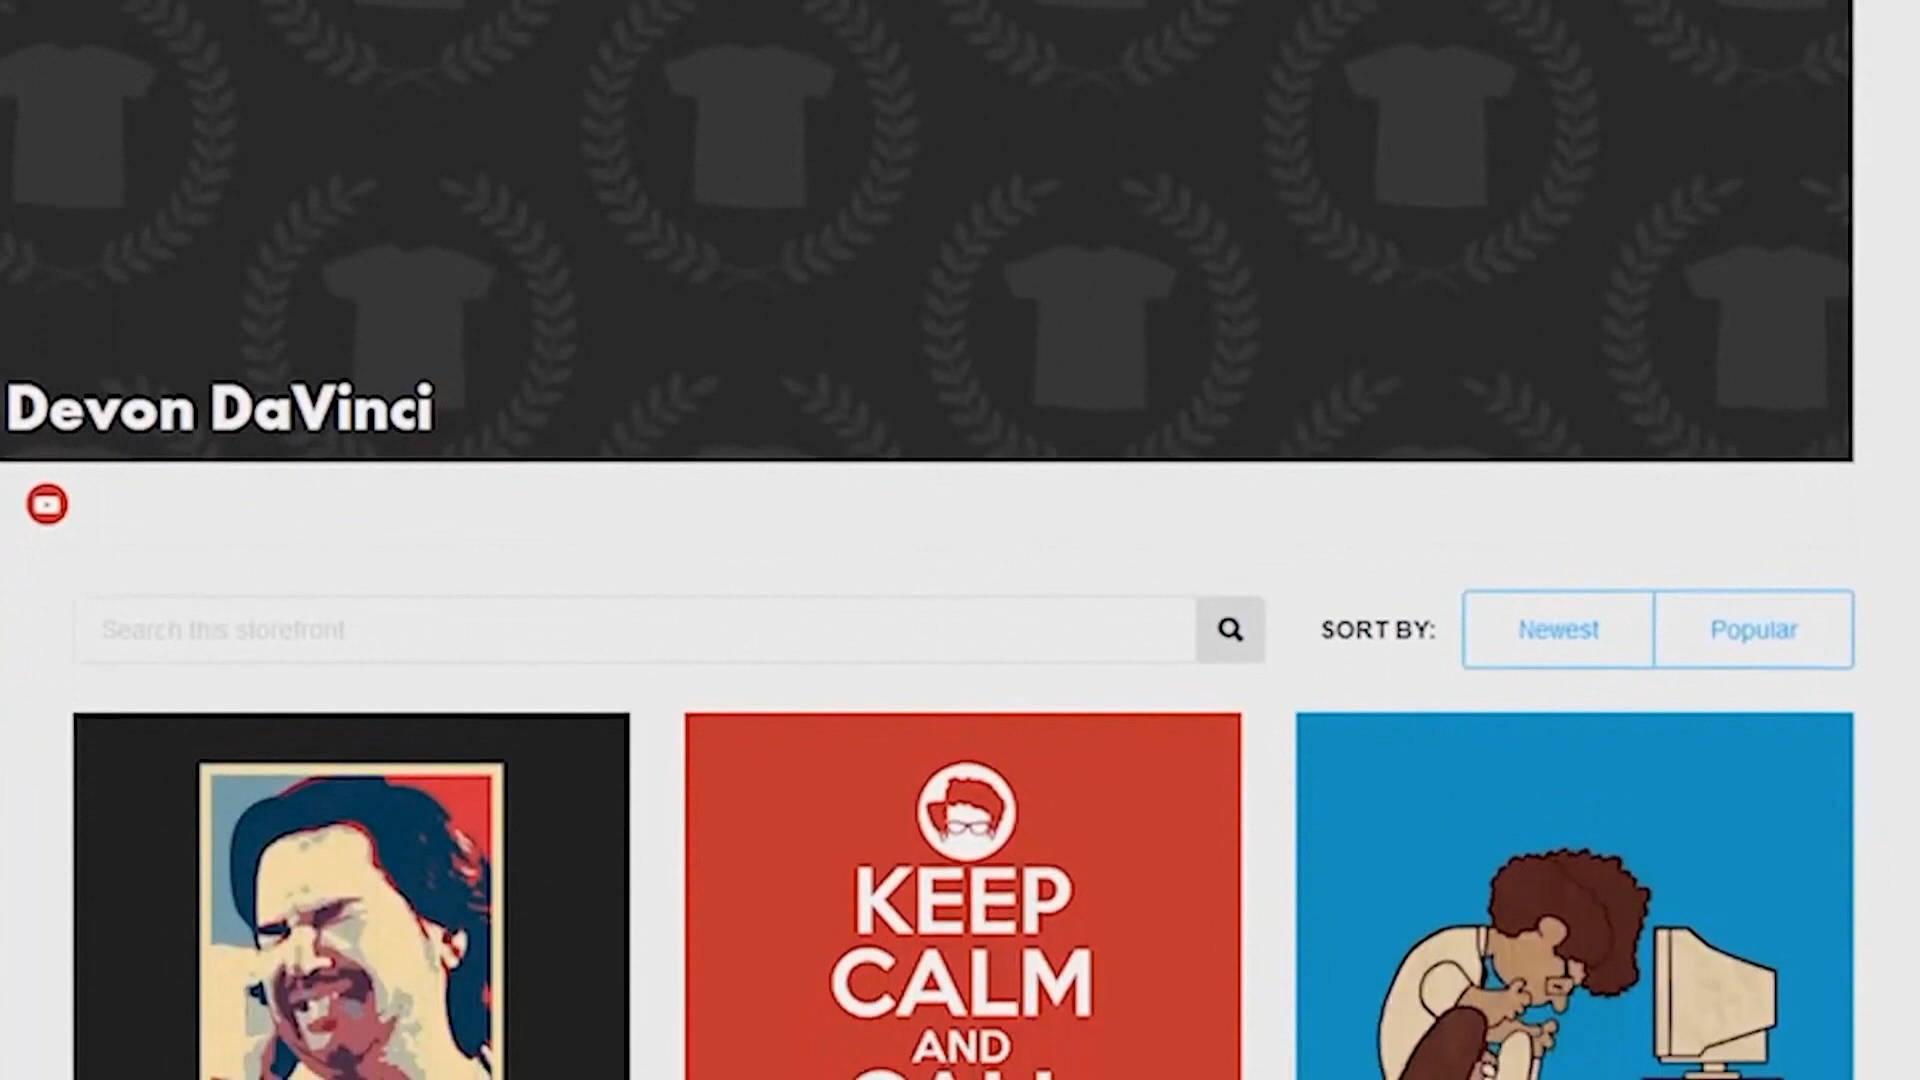 Devon DaVinci
Search this storefront
SORT BY:
Newest
Popular
KEEP
CALM
AND